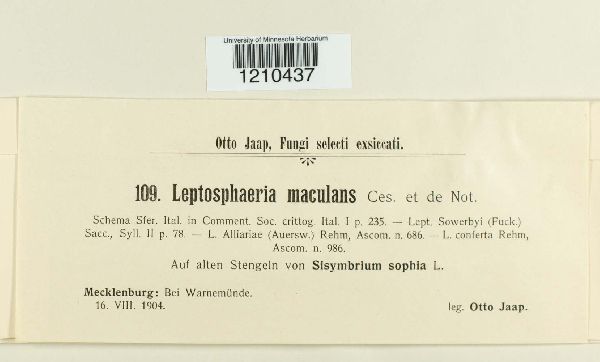 University of Minnesota Herbarium
1210437
Otto Jaap, Fungi selecti exsiccati.
109. Leptosphaeria maculans Ces. et de Not.
Schema Sfer. Ital. in Comment. Soc. crittog. Ital. I p. 235. — Lept. Sowerbyi (Fuck.)
Sacc., Syll. II p. 78. — L. Alliariae (Auersw.) Rehm, Ascom. n. 686. — L. conferta Rehm,
Ascom. n. 986.
Auf alten Stengeln von Sisymbrium sophia L.
Mecklenburg: Bei Warnemünde.
16. VIII. 1904. leg. Otto Jaap.